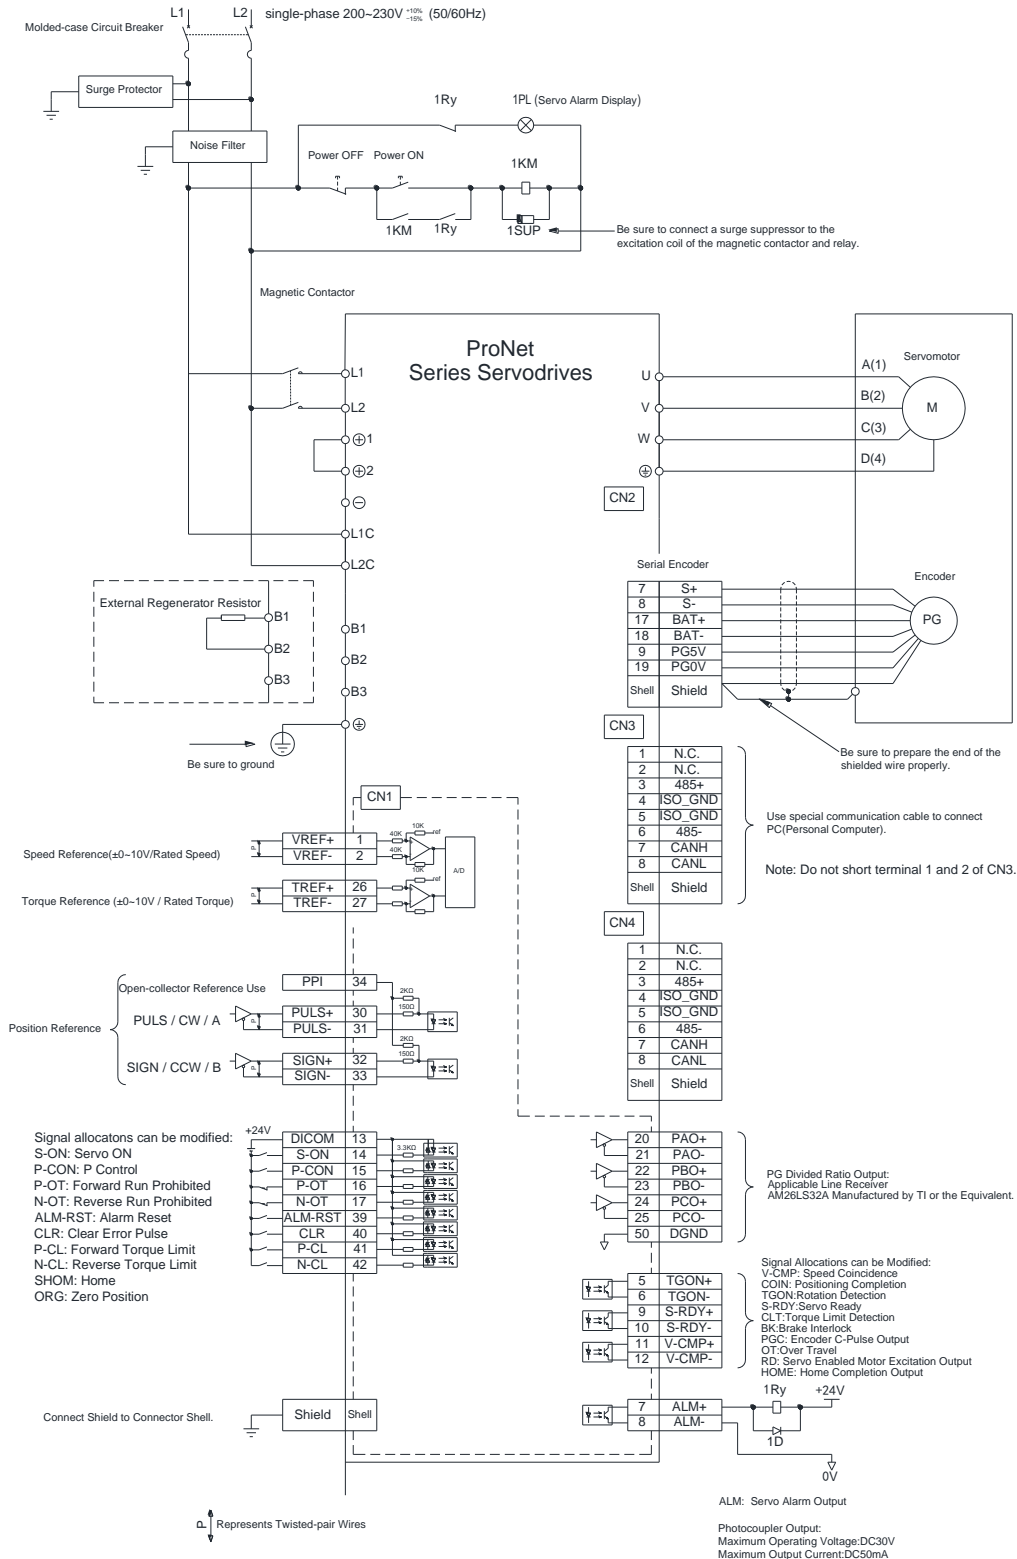 L1
L2
single-phase 200~230V +10% -15% (50/60Hz)
Molded-case Circuit Breaker
Surge Protector
Noise Filter
1Ry
1PL (Servo Alarm Display)
Power OFF
Power ON
1KM
1KM
1Ry
1SUP
Be sure to connect a surge suppressor to the
excitation coil of the magnetic contactor and relay.
Magnetic Contactor
ProNet
Series Servodrives
L1
L2
1
2
L1C
L2C
B1
B2
B3
U
V
W
A(1)
B(2)
C(3)
D(4)
Servomotor
M
CN2
External Regenerator Resistor
B1
B2
B3
Be sure to ground
Serial Encoder
7 S+
8 S-
17 BAT+
18 BAT-
9 PG5V
19 PG0V
Shell Shield
Encoder
PG
Be sure to prepare the end of the
shielded wire properly.
CN3
1 N.C.
2 N.C.
3 485+
4 ISO_GND
5 ISO_GND
6 485-
7 CANH
8 CANL
Shell Shield
Use special communication cable to connect
PC(Personal Computer).
Note: Do not short terminal 1 and 2 of CN3.
CN4
1 N.C.
2 N.C.
3 485+
4 ISO_GND
5 ISO_GND
6 485-
7 CANH
8 CANL
Shell Shield
CN1
Speed Reference(±0~10V/Rated Speed)
P
VREF+ 1
VREF- 2
40K
40K
10K
ref
10K
A/D
Torque Reference (±0~10V / Rated Torque)
P
TREF+ 26
TREF- 27
ref
Position Reference
Open-collector Reference Use
PPI 34
2KΩ
150Ω
PULS / CW / A
P
PULS+ 30
PULS- 31
2KΩ
150Ω
SIGN / CCW / B
P
SIGN+ 32
SIGN- 33
+24V
Signal allocatons can be modified:
S-ON: Servo ON
P-CON: P Control
P-OT: Forward Run Prohibited
N-OT: Reverse Run Prohibited
ALM-RST: Alarm Reset
CLR: Clear Error Pulse
P-CL: Forward Torque Limit
N-CL: Reverse Torque Limit
SHOM: Home
ORG: Zero Position
DICOM 13
S-ON 14
P-CON 15
P-OT 16
N-OT 17
ALM-RST 39
CLR 40
P-CL 41
N-CL 42
3.3KΩ
20 PAO+
21 PAO-
22 PBO+
23 PBO-
24 PCO+
25 PCO-
50 DGND
PG Divided Ratio Output:
Applicable Line Receiver
AM26LS32A Manufactured by TI or the Equivalent.
5 TGON+
6 TGON-
9 S-RDY+
10 S-RDY-
11 V-CMP+
12 V-CMP-
Signal Allocations can be Modified:
V-CMP: Speed Coincidence
COIN: Positioning Completion
TGON:Rotation Detection
S-RDY:Servo Ready
CLT:Torque Limit Detection
BK:Brake Interlock
PGC: Encoder C-Pulse Output
OT:Over Travel
RD: Servo Enabled Motor Excitation Output
HOME: Home Completion Output
Connect Shield to Connector Shell.
Shield Shell
7 ALM+
8 ALM-
1Ry
+24V
1D
0V
ALM: Servo Alarm Output
P Represents Twisted-pair Wires
Photocoupler Output:
Maximum Operating Voltage:DC30V
Maximum Output Current:DC50mA